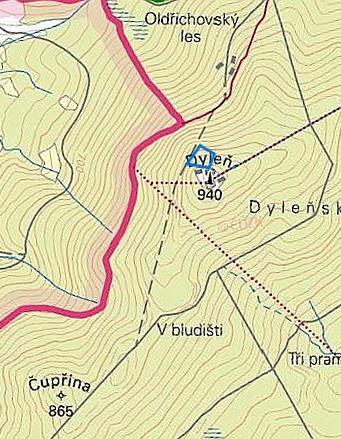 Oldřichovský
les
Dyleň
940
Dyleňsk
V bludišti
Tři pram
Čupřina
865